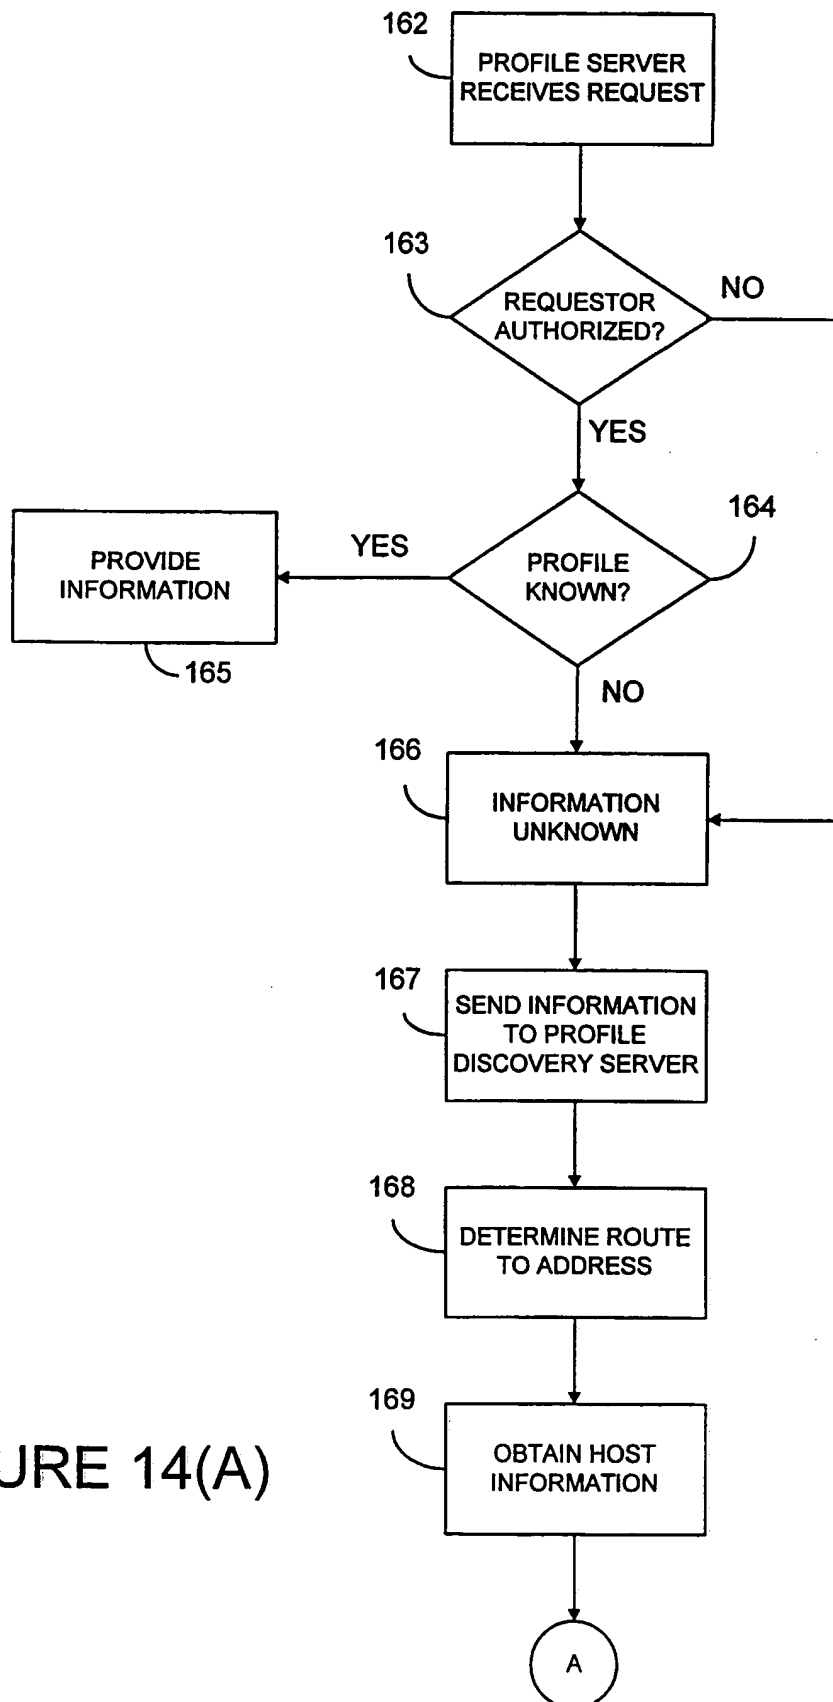 162
PROFILE SERVER
RECEIVES REQUEST
163
REQUESTOR
AUTHORIZED?
NO
YES
164
PROFILE
KNOWN?
YES
PROVIDE
INFORMATION
165
NO
166
INFORMATION
UNKNOWN
167
SEND INFORMATION
TO PROFILE
DISCOVERY SERVER
168
DETERMINE ROUTE
TO ADDRESS
169
OBTAIN HOST
INFORMATION
URE 14(A)
A